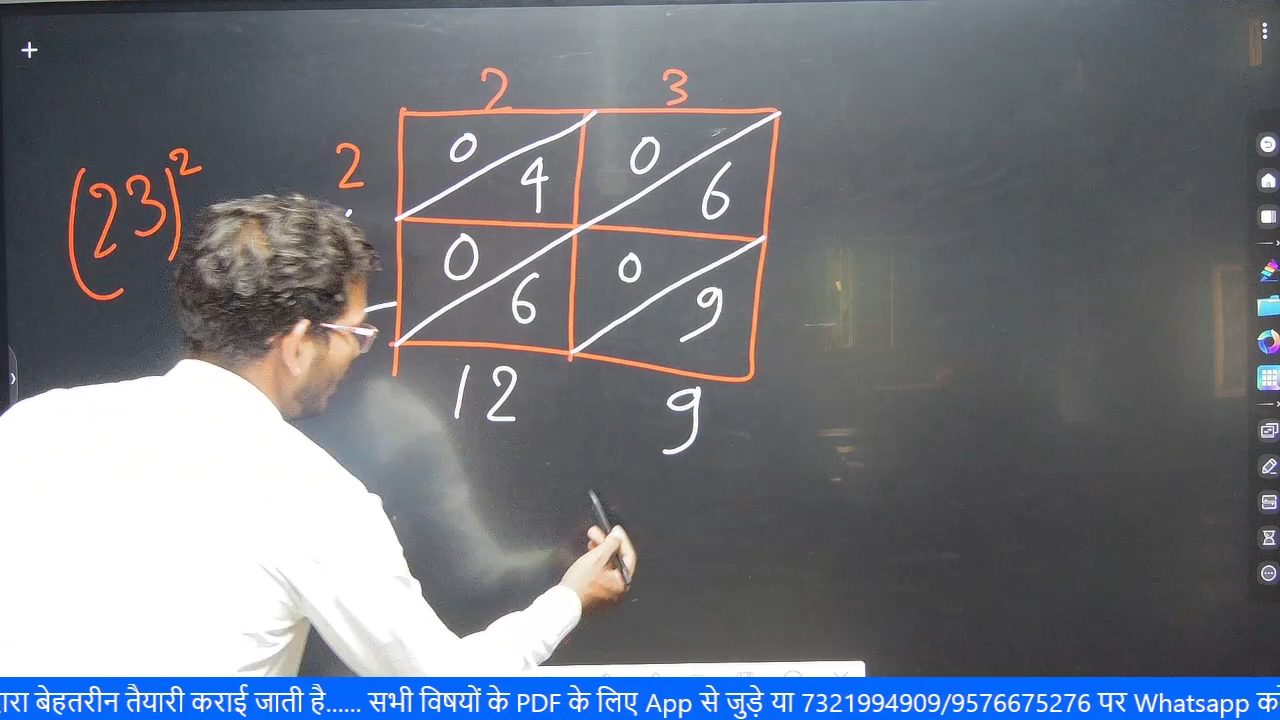 2 3
(23)² 2 0 4 0 6
0 6 0 9
12 9
ारा बेहतरीन तैयारी कराई जाती है...... सभी विषयों के PDF के लिए App से जुड़े या 7321994909/9576675276 पर Whatsapp क